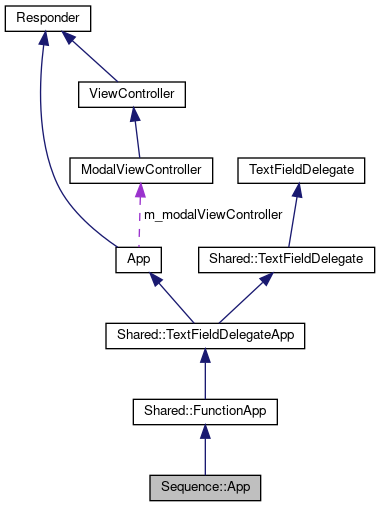 Responder
ViewController
ModalViewController
TextFieldDelegate
m_modalViewController
App
Shared::TextFieldDelegate
Shared::TextFieldDelegateApp
Shared::FunctionApp
Sequence::App